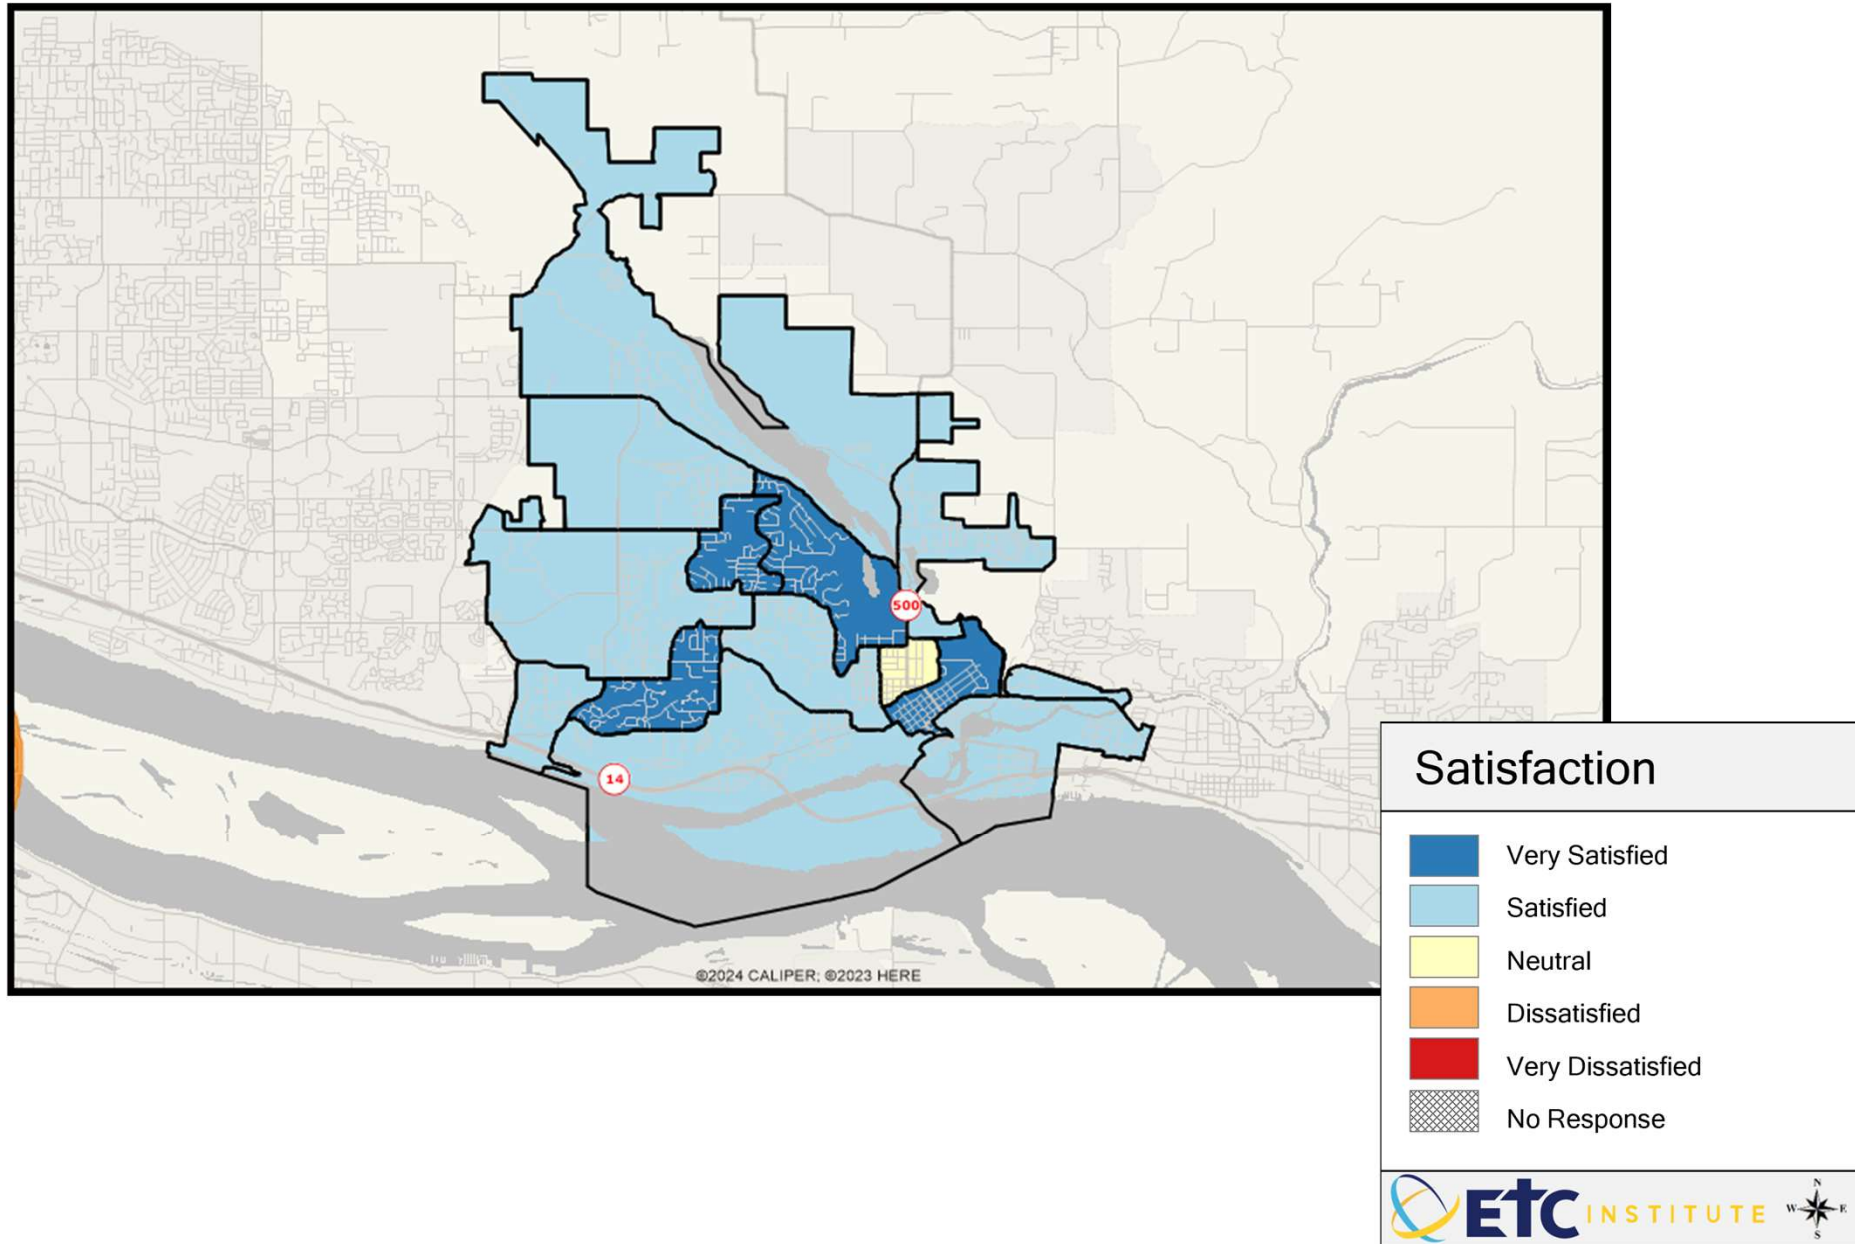 500
14
©2024 CALIPER; ©2023 HERE
Satisfaction
Very Satisfied
Satisfied
Neutral
Dissatisfied
Very Dissatisfied
No Response
ETC INSTITUTE
N
W E
S